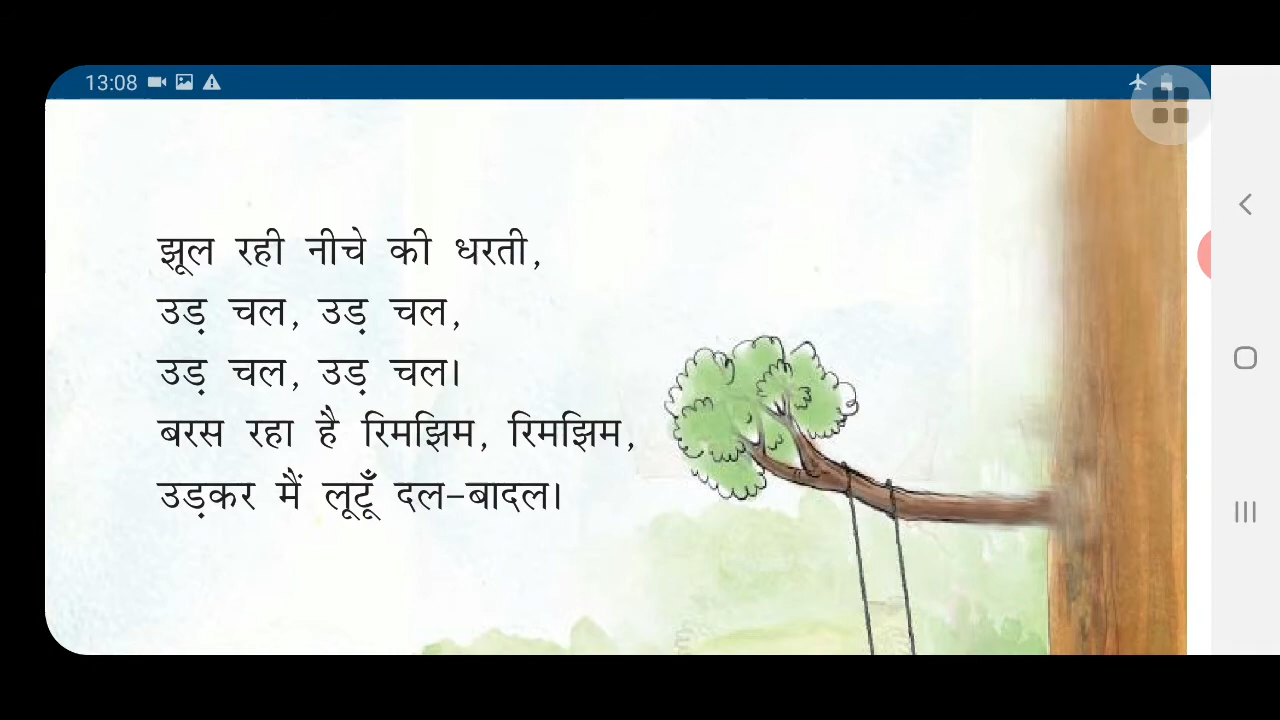 13:08
झूल रही नीचे की धरती,
उड़ चल, उड़ चल,
उड़ चल, उड़ चल।
बरस रहा है रिमझिम, रिमझिम,
उड़कर मैं लूटूँ दल-बादल।